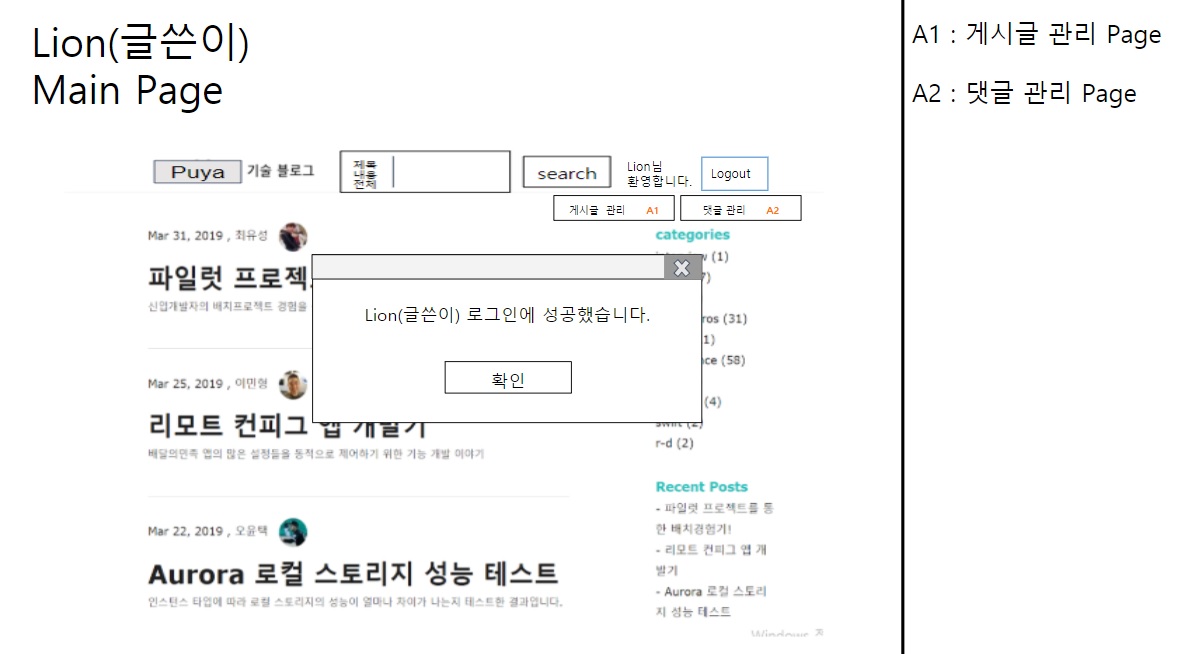 Lion(글쓴이)
Main Page
Puya 기술 블로그
제목
내용
전체
search
Lion님
환영합니다.
Logout
게시글 관리 A1
댓글 관리 A2
Mar 31, 2019 , 최유성
파일럿 프로젝
신입개발자의 배치프로젝트 경험을
Lion(글쓴이) 로그인에 성공했습니다.
확인
Mar 25, 2019 , 이민형
리모트 컨피그 앱 개발기
배달의민족 앱의 많은 설정들을 동적으로 제어하기 위한 기능 개발 이야기
Mar 22, 2019 , 오윤택
Aurora 로컬 스토리지 성능 테스트
인스턴스 타입에 따라 로컬 스토리지의 성능이 얼마나 차이가 나는지 테스트한 결과입니다.
categories
(1)
ros (31)
nce (58)
(4)
swift (2)
r-d (2)
Recent Posts
- 파일럿 프로젝트를 통
한 배치경험기!
- 리모트 컨피그 앱 개
발기
- Aurora 로컬 스토리
지 성능 테스트
Windows
A1 : 게시글 관리 Page
A2 : 댓글 관리 Page